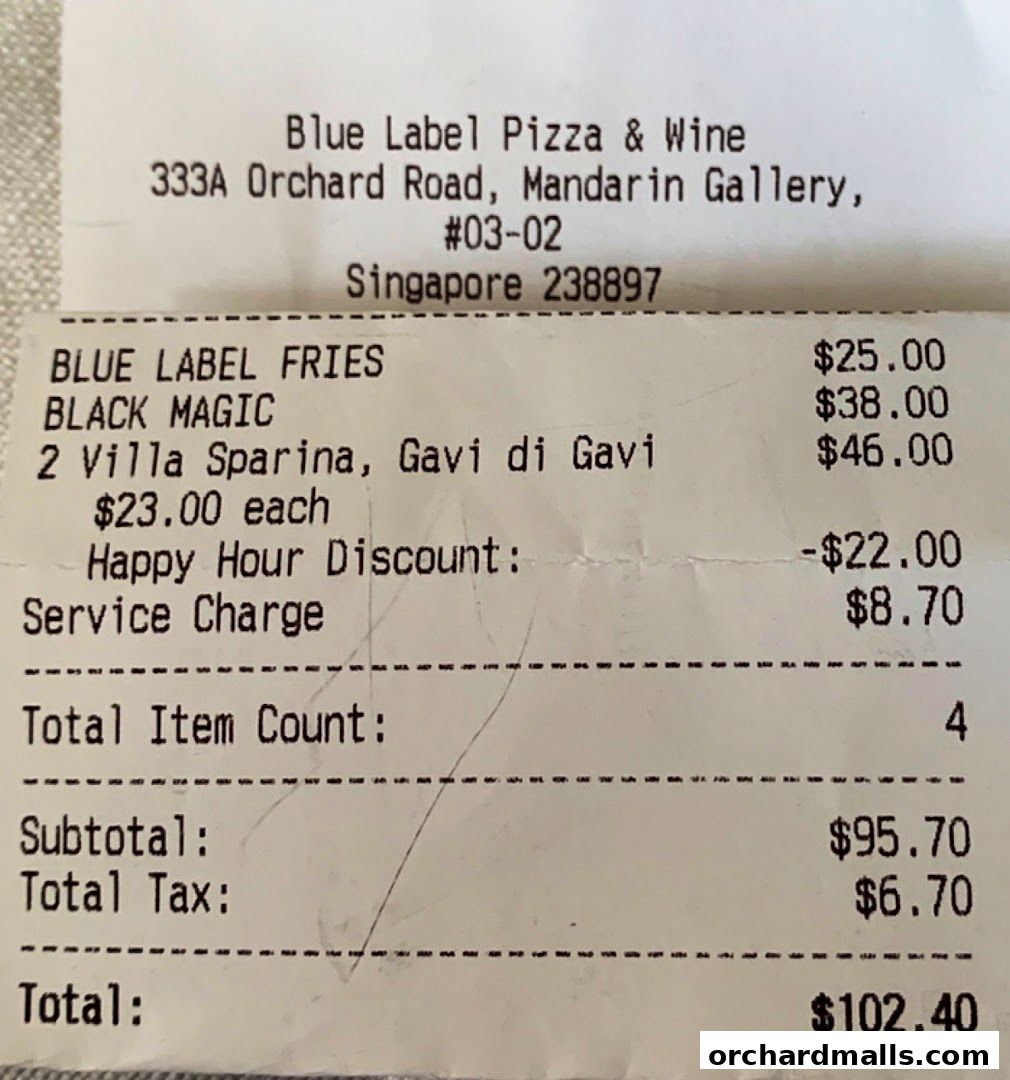 Blue Label Pizza & Wine
333A Orchard Road, Mandarin Gallery,
#03-02
Singapore 238897
BLUE LABEL FRIES $25.00
BLACK MAGIC $38.00
2 Villa Sparina, Gavi di Gavi $46.00
$23.00 each
Happy Hour Discount: -$22.00
Service Charge $8.70
Total Item Count: 4
Subtotal: $95.70
Total Tax: $6.70
Total: $102.40
orchardmalls.com